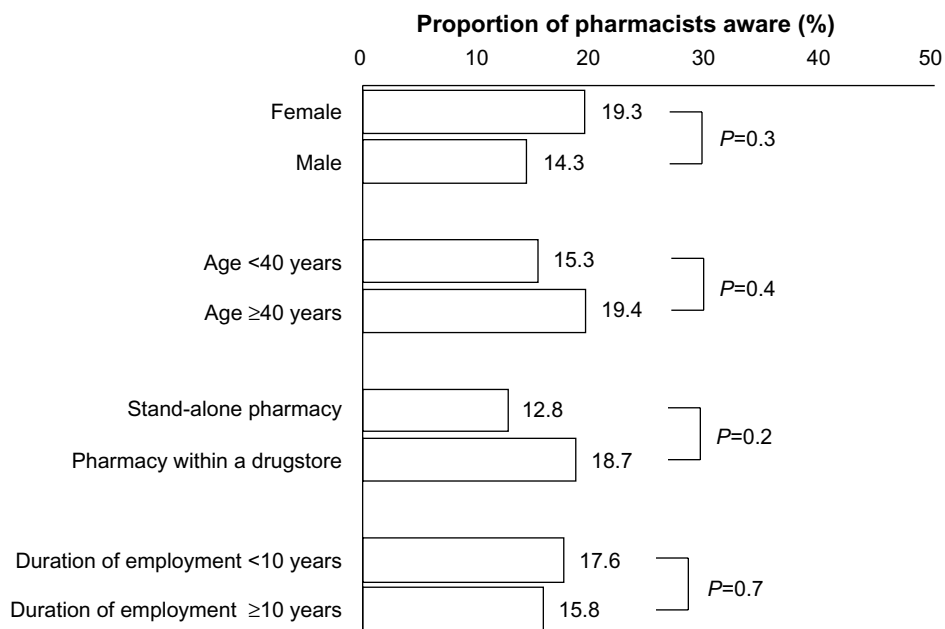 Proportion of pharmacists aware (%)
0 10 20 30 40 50
Female 19.3
P=0.3
Male 14.3
Age <40 years 15.3
P=0.4
Age ≥40 years 19.4
Stand-alone pharmacy 12.8
P=0.2
Pharmacy within a drugstore 18.7
Duration of employment <10 years 17.6
P=0.7
Duration of employment ≥10 years 15.8